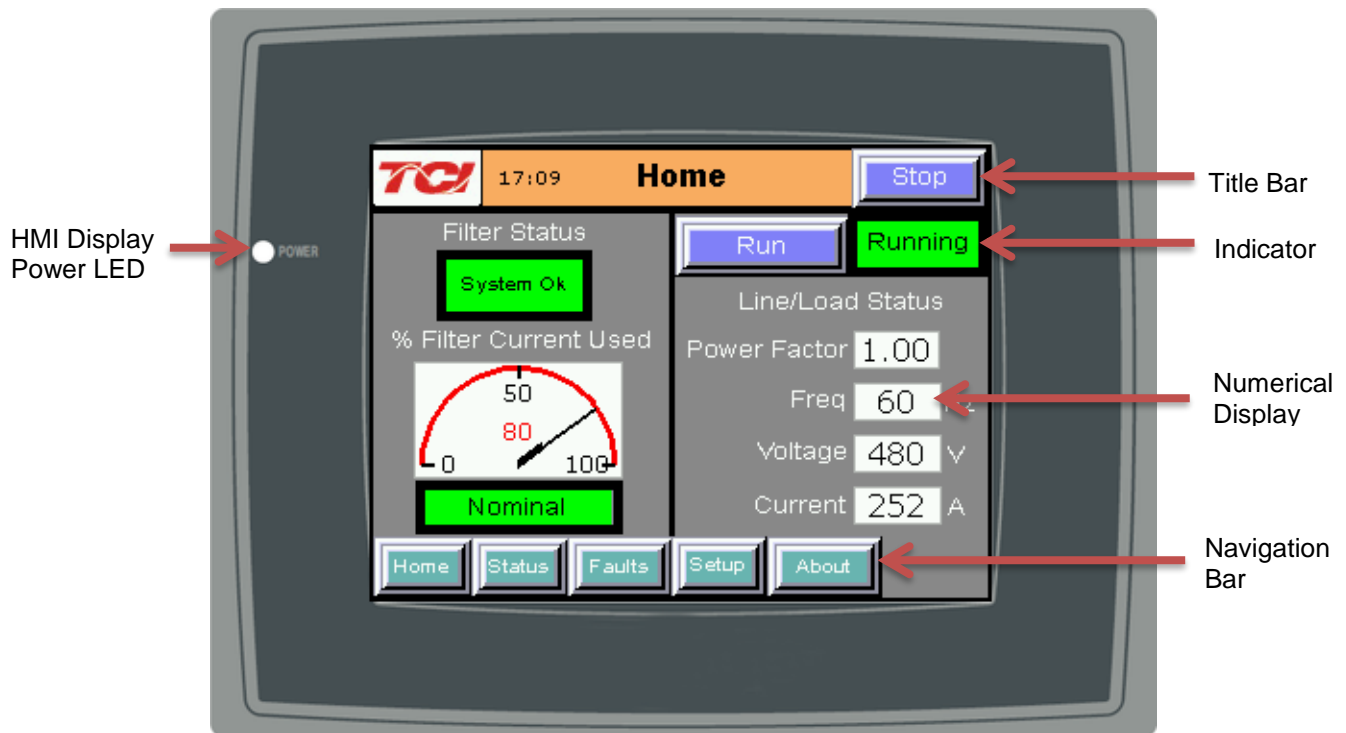 TCI
17:09
Home
Stop
Title Bar
HMI Display
Power LED
POWER
Filter Status
System Ok
Run
Running
Indicator
% Filter Current Used
50
80
0
100
Nominal
Line/Load Status
Power Factor 1.00
Freq 60
Numerical
Display
Voltage 480 V
Current 252 A
Home Status Faults Setup About
Navigation
Bar